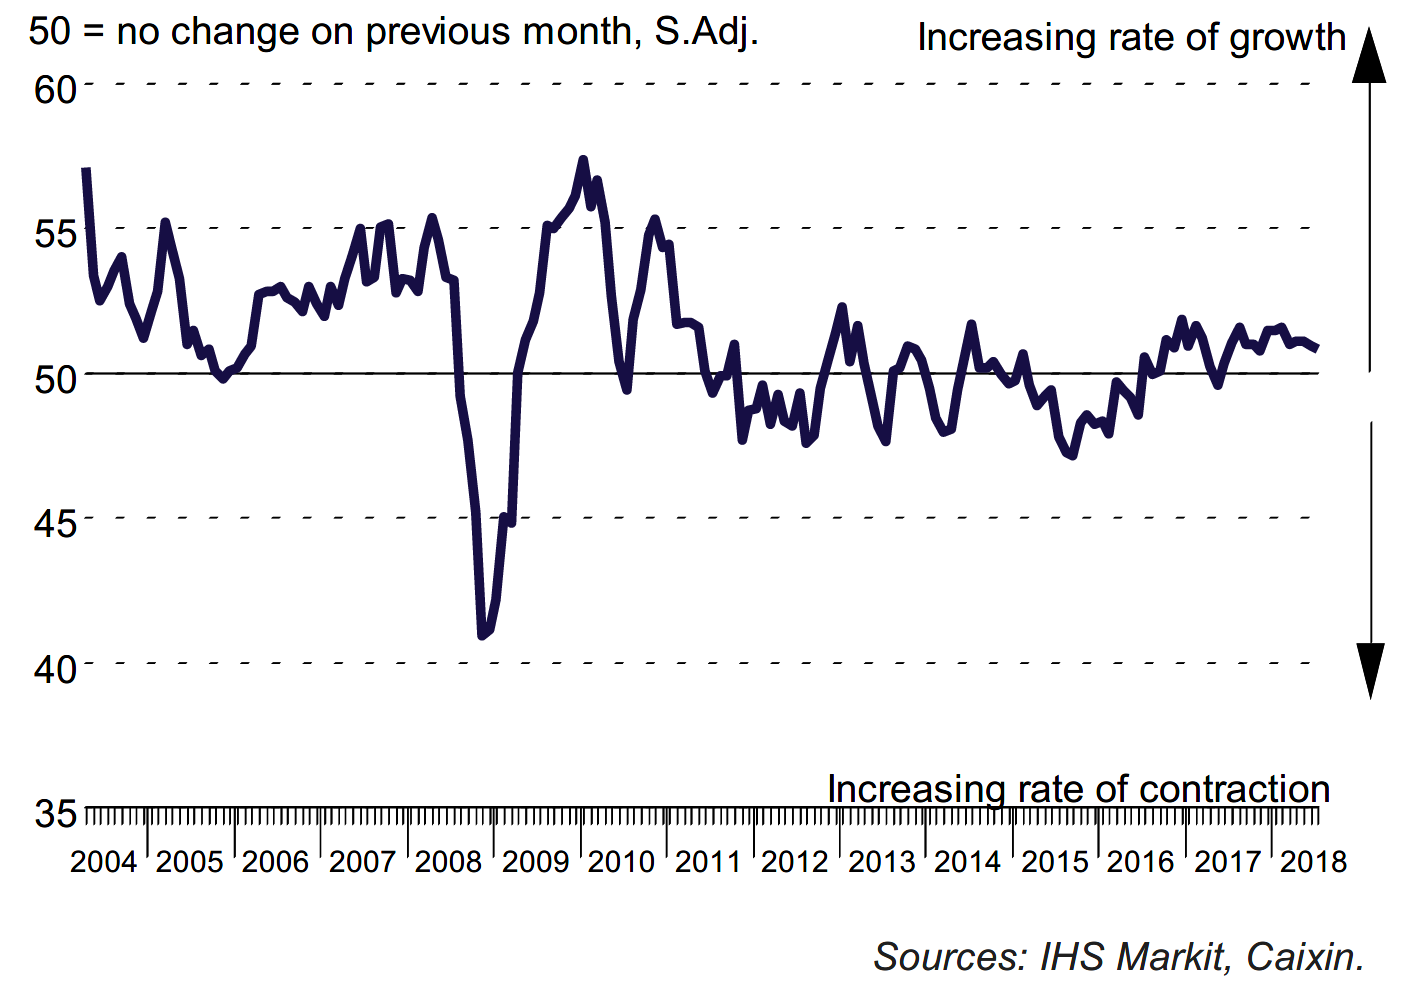 50 = no change on previous month, S.Adj.
Increasing rate of growth
60
55
50
45
40
Increasing rate of contraction
35
2004 2005 2006 2007 2008 2009 2010 2011 2012 2013 2014 2015 2016 2017 2018
Sources: IHS Markit, Caixin.